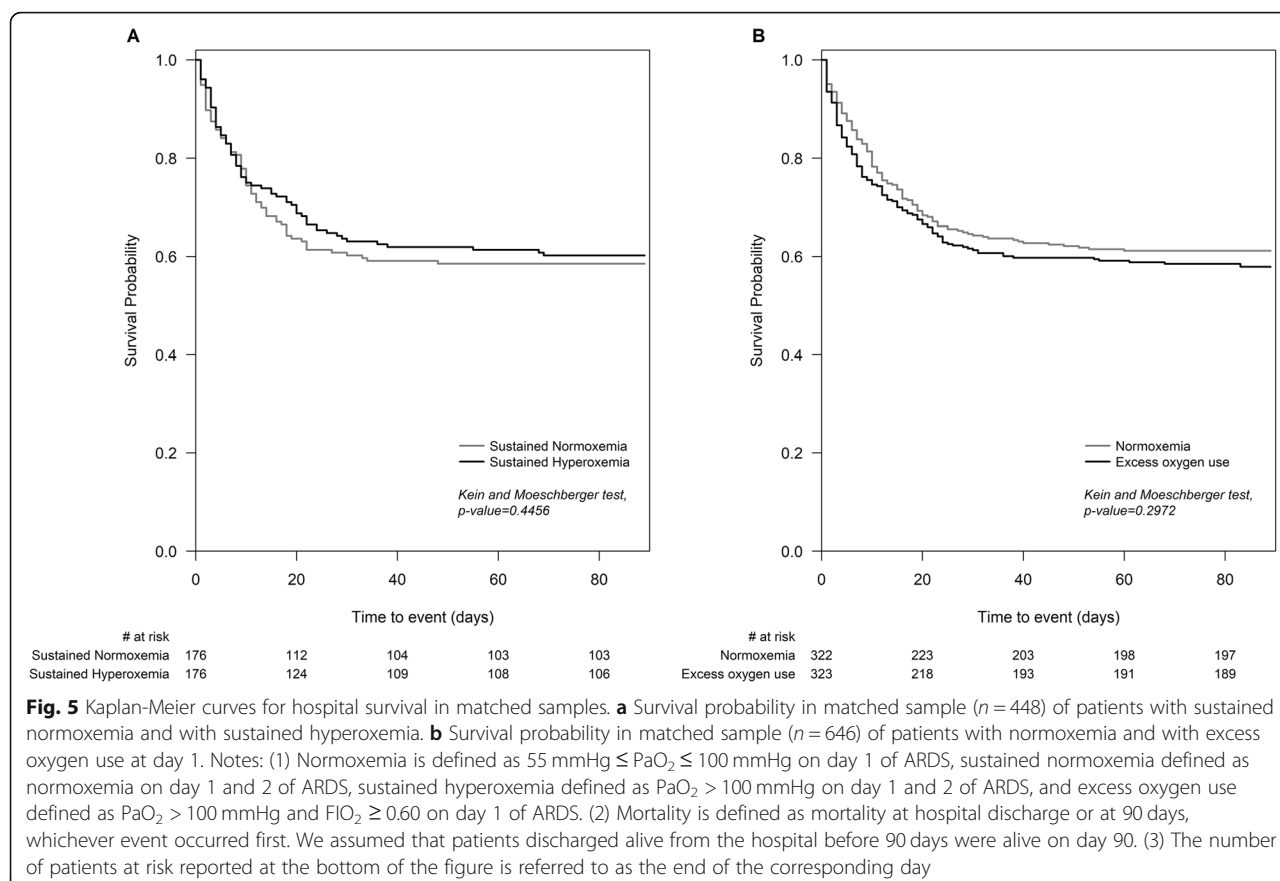 A
B
1.0
0.8
0.6
0.4
0.2
0.0
Survival Probability
Sustained Normoxemia
Sustained Hyperoxemia
Kein and Moeschberger test,
p-value=0.4456
0 20 40 60 80
Time to event (days)
# at risk
Sustained Normoxemia 176 112 104 103 103
Sustained Hyperoxemia 176 124 109 108 106
1.0
0.8
0.6
0.4
0.2
0.0
Survival Probability
Normoxemia
Excess oxygen use
Kein and Moeschberger test,
p-value=0.2972
0 20 40 60 80
Time to event (days)
# at risk
Normoxemia 322 223 203 198 197
Excess oxygen use 323 218 193 191 189
Fig. 5 Kaplan-Meier curves for hospital survival in matched samples. a Survival probability in matched sample (n = 448) of patients with sustained
normoxemia and with sustained hyperoxemia. b Survival probability in matched sample (n = 646) of patients with normoxemia and with excess
oxygen use at day 1. Notes: (1) Normoxemia is defined as 55 mmHg ≤ PaO₂ ≤ 100 mmHg on day 1 of ARDS, sustained normoxemia defined as
normoxemia on day 1 and 2 of ARDS, sustained hyperoxemia defined as PaO₂ > 100 mmHg on day 1 and 2 of ARDS, and excess oxygen use
defined as PaO₂ > 100 mmHg and FIO₂ ≥ 0.60 on day 1 of ARDS. (2) Mortality is defined as mortality at hospital discharge or at 90 days,
whichever event occurred first. We assumed that patients discharged alive from the hospital before 90 days were alive on day 90. (3) The number
of patients at risk reported at the bottom of the figure is referred to as the end of the corresponding day